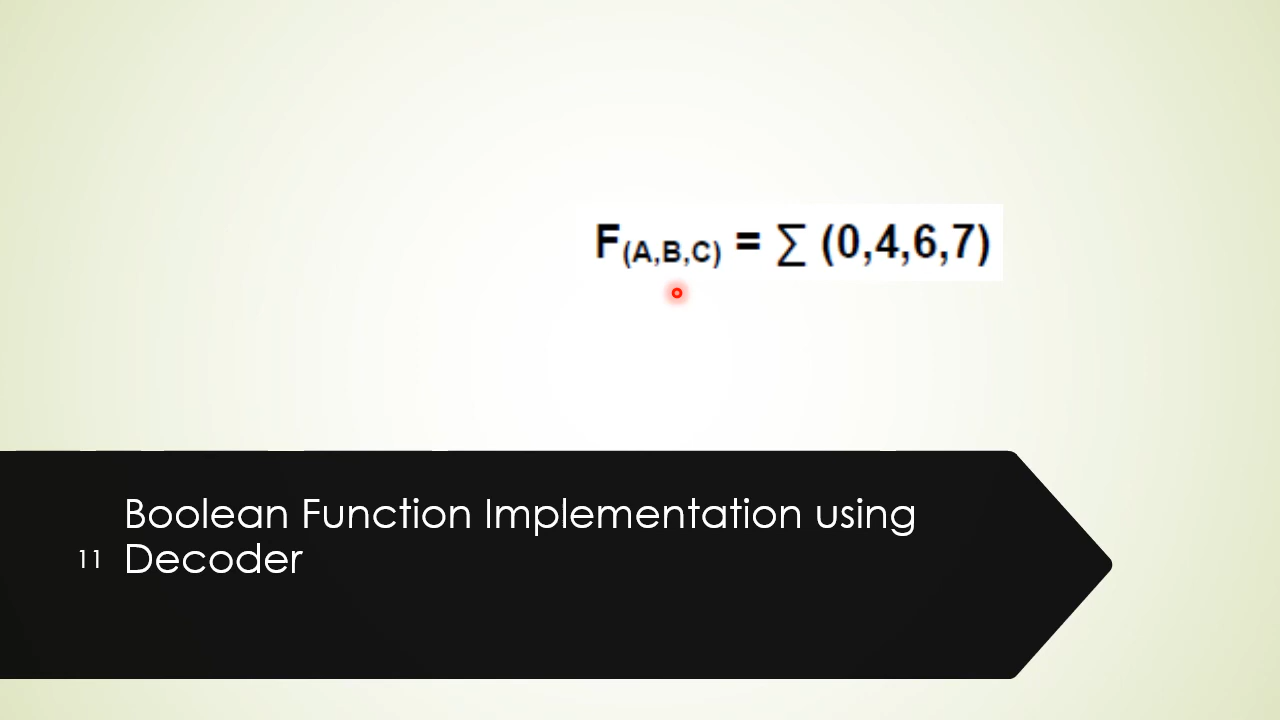 F(A,B,C) = ∑ (0,4,6,7)
Boolean Function Implementation using
11 Decoder